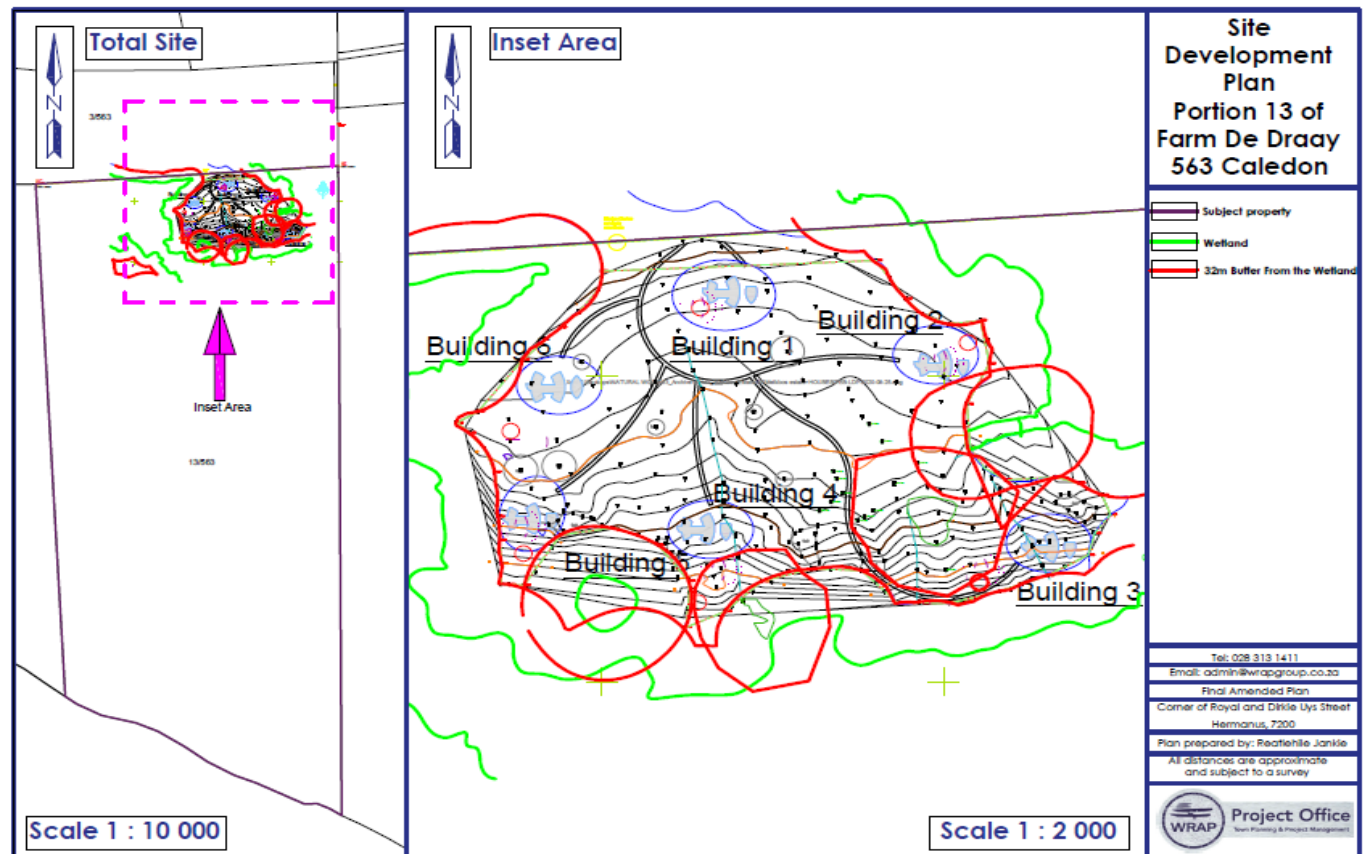 Total Site
N
3/563
Inset Area
13/563
Scale 1 : 10 000
Inset Area
N
Building 2
Building 6
Building 1
Building 4
Building
Building 3
Scale 1 : 2 000
Site
Development
Plan
Portion 13 of
Farm De Draay
563 Caledon
Subject property
Wetland
32m Buffer From the Wetland
Tel: 028 313 1411
Email: admin@wrapgroup.co.za
Final Amended Plan
Corner of Royal and Dirkie Uys Street
Hermanus, 7200
Plan prepared by: Reatlehile Jankie
All distances are approximate
and subject to a survey
WRAP
Project Office
Town Planning & Project Management